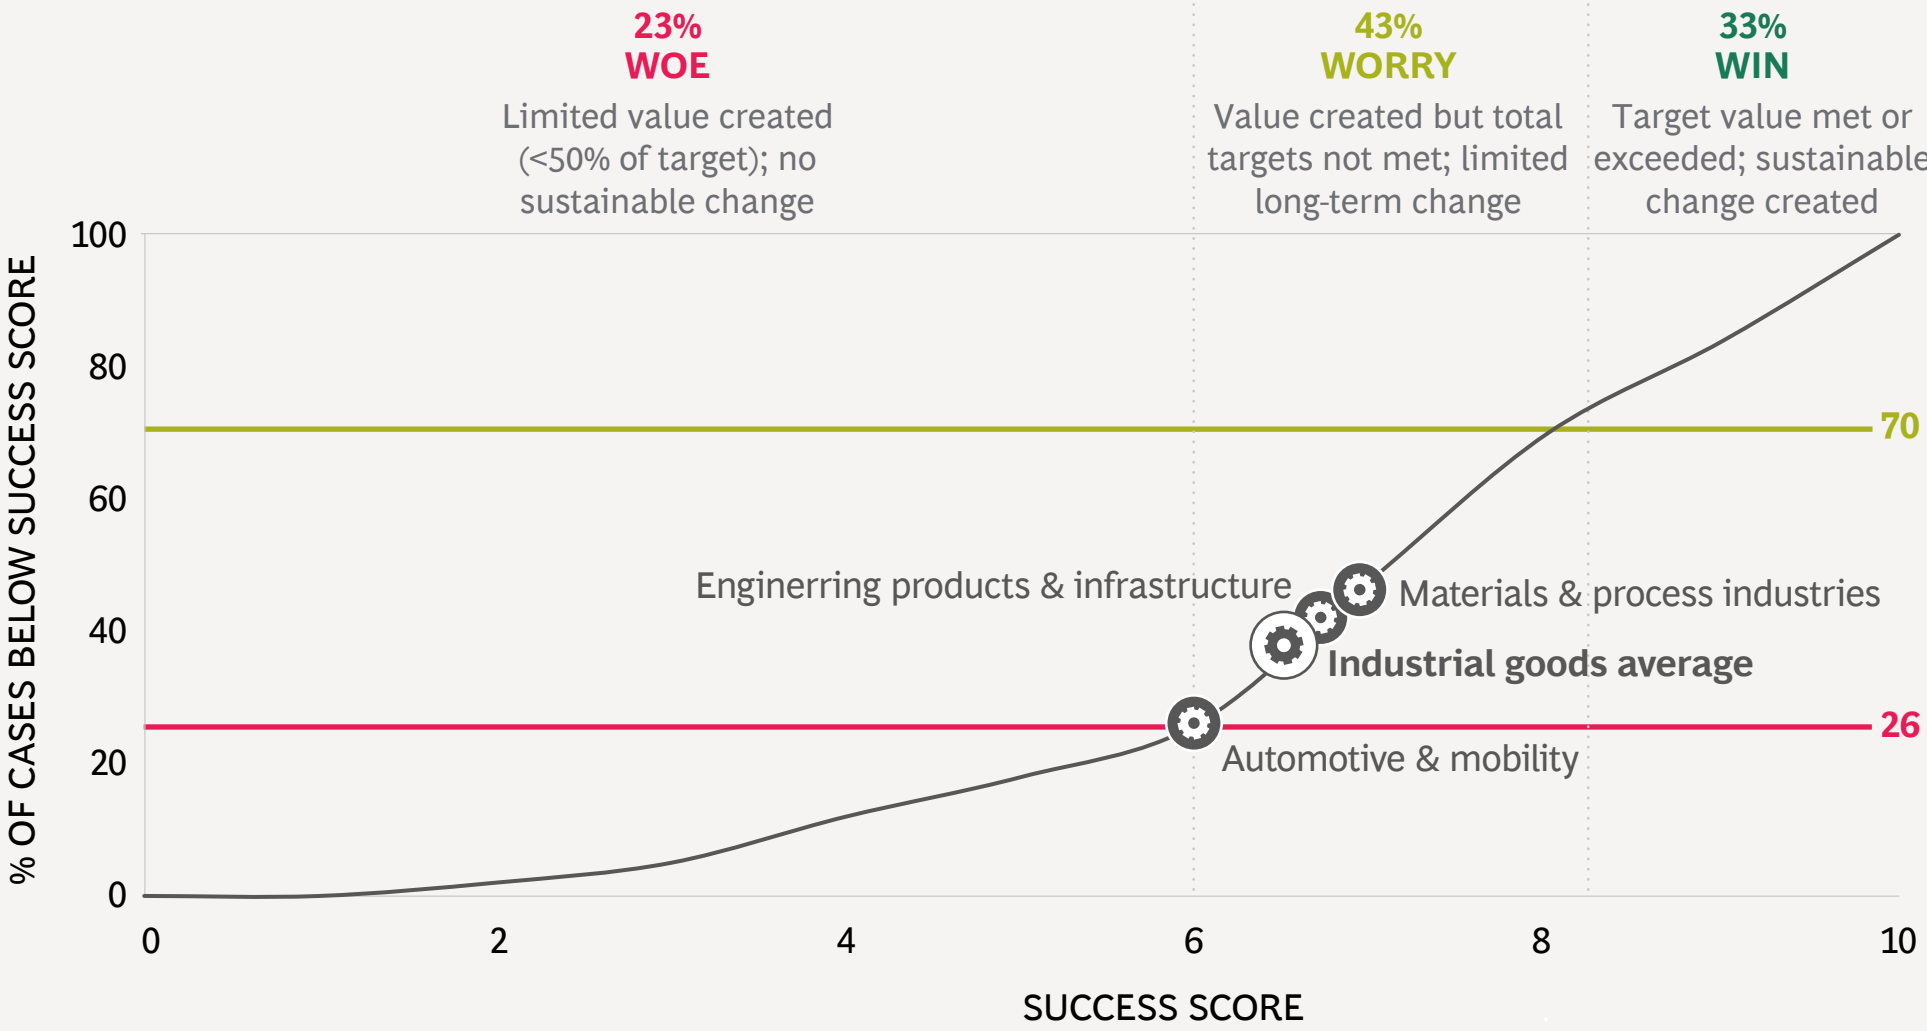 23%
WOE
Limited value created
(<50% of target); no
sustainable change
43%
WORRY
Value created but total
targets not met; limited
long-term change
33%
WIN
Target value met or
exceeded; sustainable
change created
% OF CASES BELOW SUCCESS SCORE
100
80
60
40
20
0
70
26
Enginerring products & infrastructure
Materials & process industries
Industrial goods average
Automotive & mobility
0 2 4 6 8 10
SUCCESS SCORE